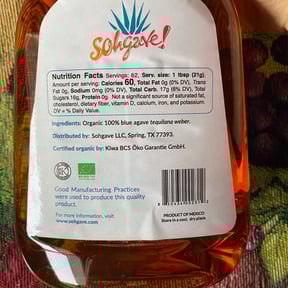 Sohgave!
Nutrition Facts Servings: 62, Serv. size: 1 tbsp (21g),
Amount per serving: Calories 60, Total Fat 0g (0% DV), Trans
Fat 0g, Sodium 0mg (0% DV), Total Carb. 17g (6% DV), Total
Sugars 16g, Protein 0g. Not a significant source of saturated fat,
cholesterol, dietary fiber, vitamin D, calcium, iron, and potassium.
DV = % Daily Value.
Ingredients: Organic 100% blue agave tequilana weber.
Distributed by: Sohgave LLC, Spring, TX 77393.
Certified organic by: Kiwa BCS Öko Garantie GmbH.
Good Manufacturing Practices
were used to produce this quality
product.
For more information, visit
www.sohgave.com
PRODUCT OF MEXICO
Store in a cool, dry place